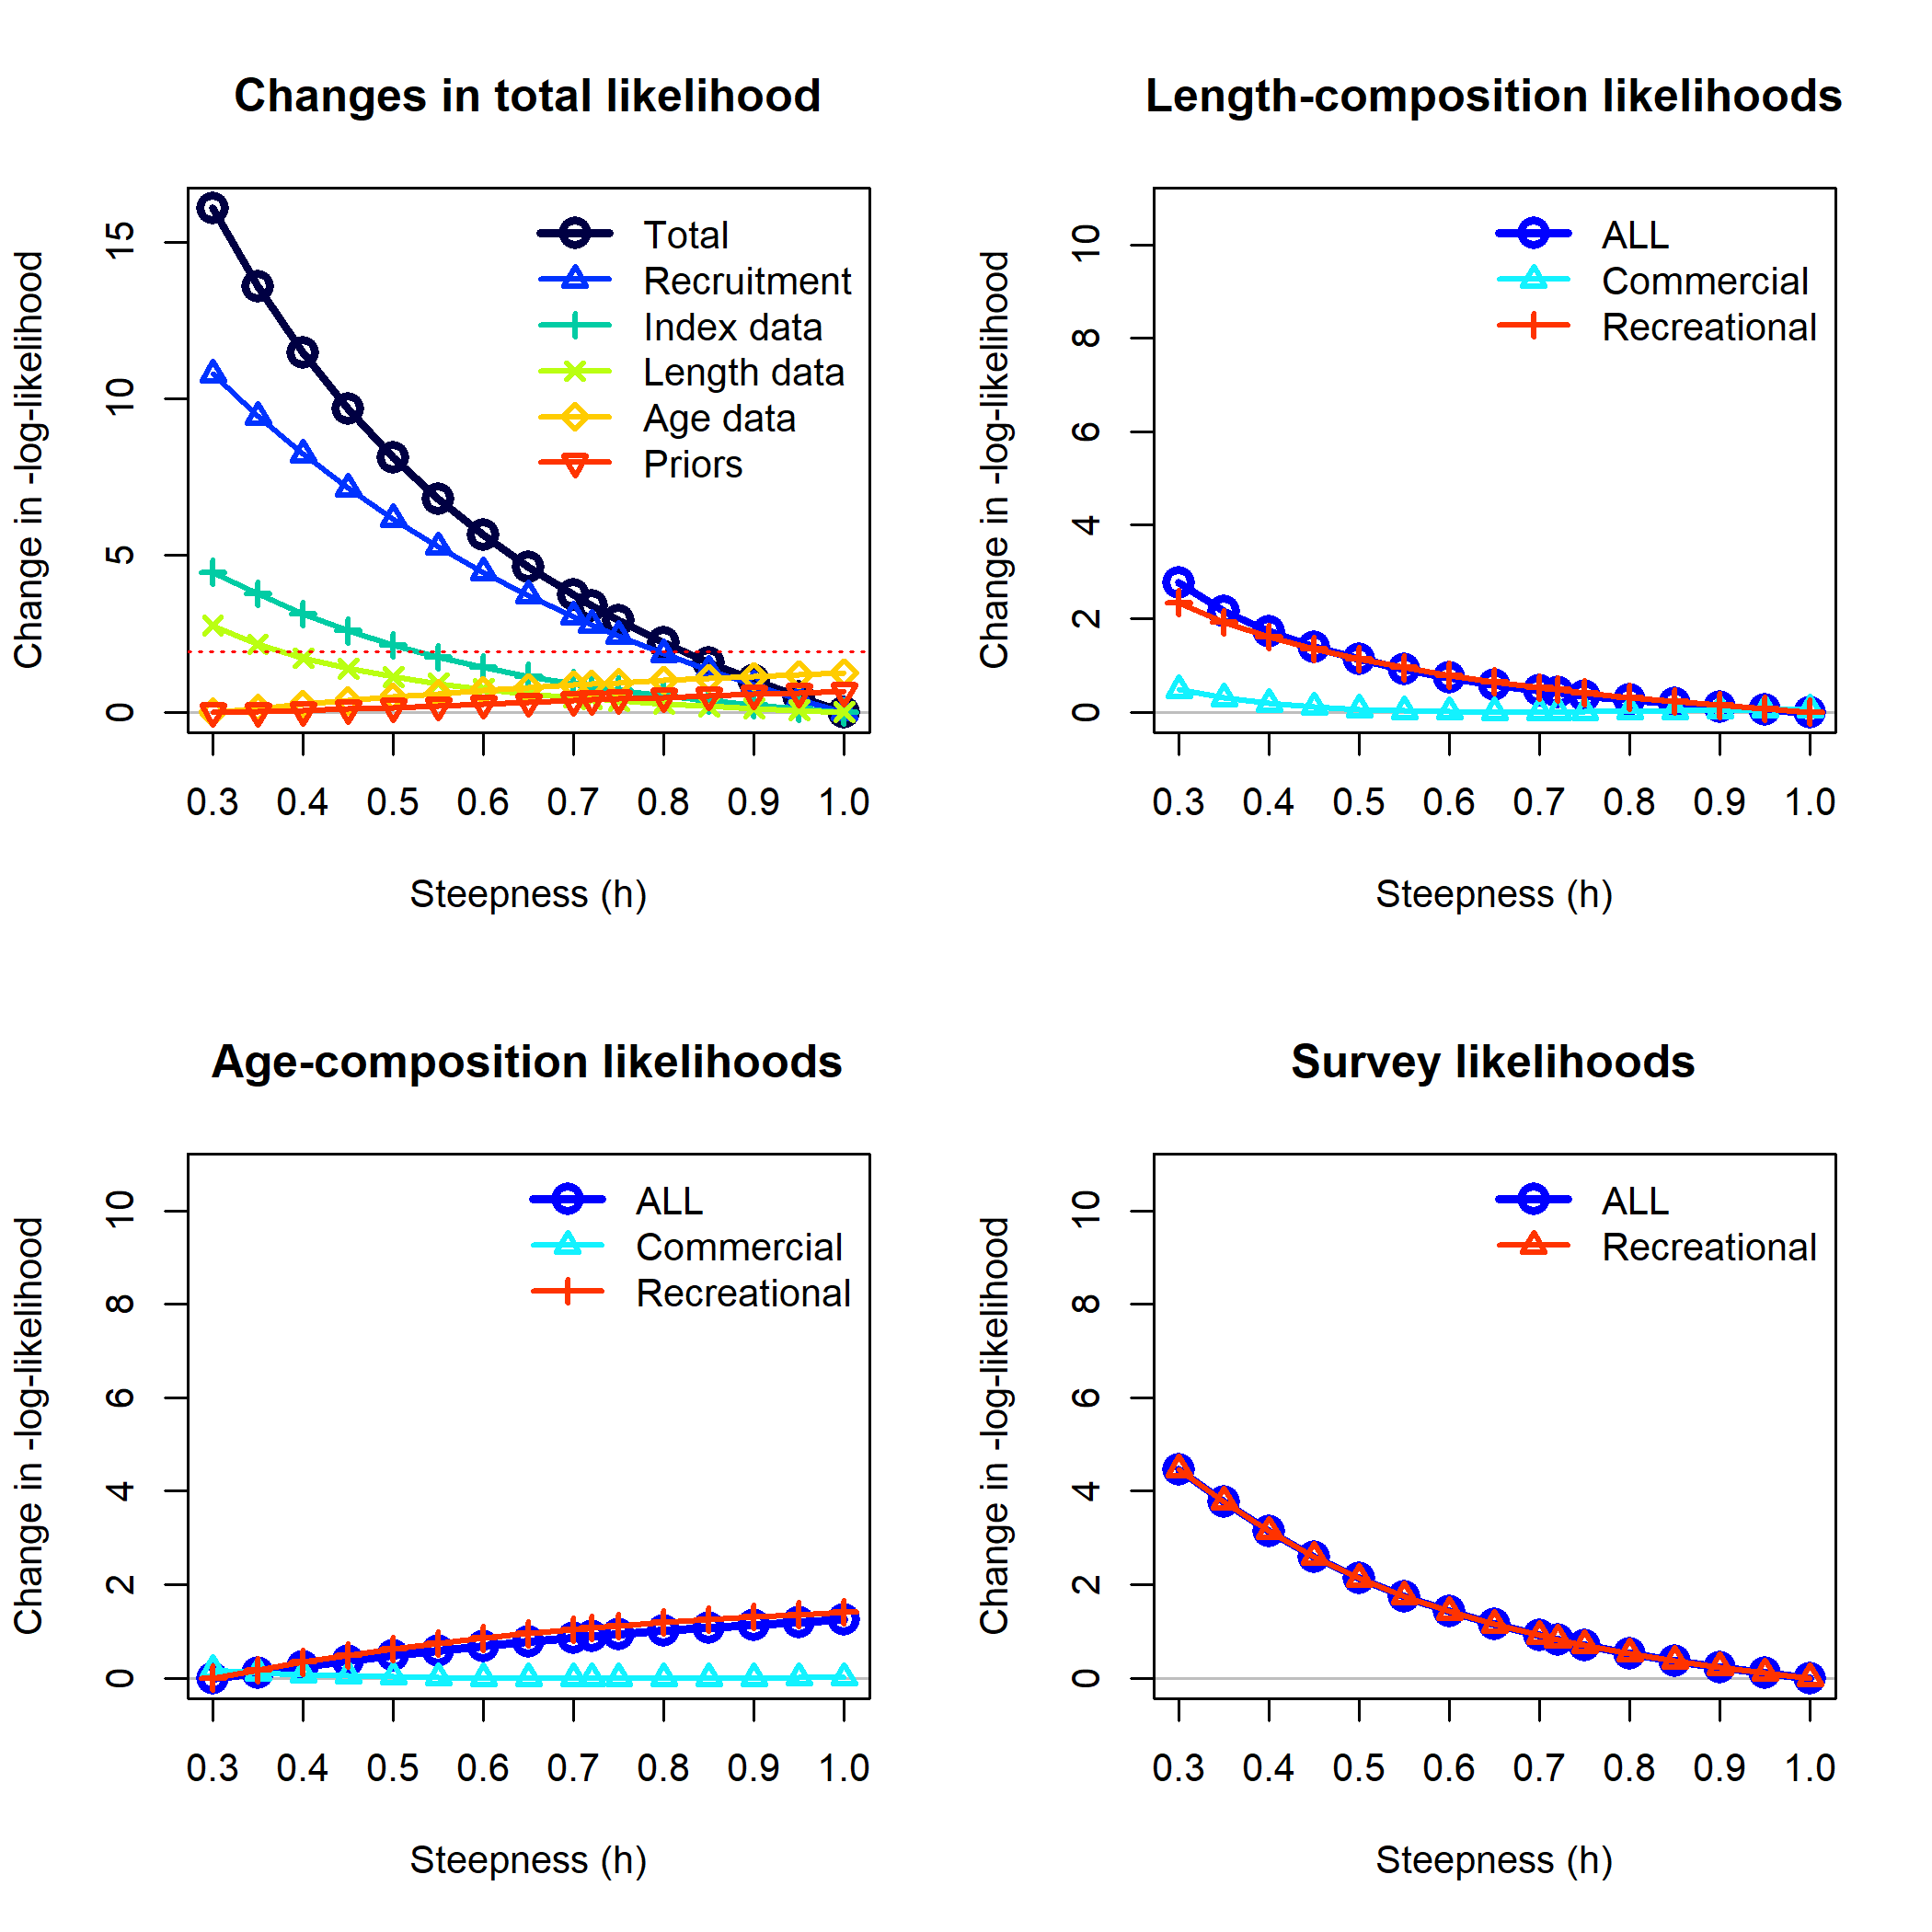 Changes in total likelihood
Change in -log-likelihood
15
10
5
0
Total
Recruitment
Index data
Length data
Age data
Priors
0.3 0.4 0.5 0.6 0.7 0.8 0.9 1.0
Steepness (h)
Length-composition likelihoods
Change in -log-likelihood
10
8
6
4
2
0
ALL
Commercial
Recreational
0.3 0.4 0.5 0.6 0.7 0.8 0.9 1.0
Steepness (h)
Age-composition likelihoods
Change in -log-likelihood
10
8
6
4
2
0
ALL
Commercial
Recreational
0.3 0.4 0.5 0.6 0.7 0.8 0.9 1.0
Steepness (h)
Survey likelihoods
Change in -log-likelihood
10
8
6
4
2
0
ALL
Recreational
0.3 0.4 0.5 0.6 0.7 0.8 0.9 1.0
Steepness (h)